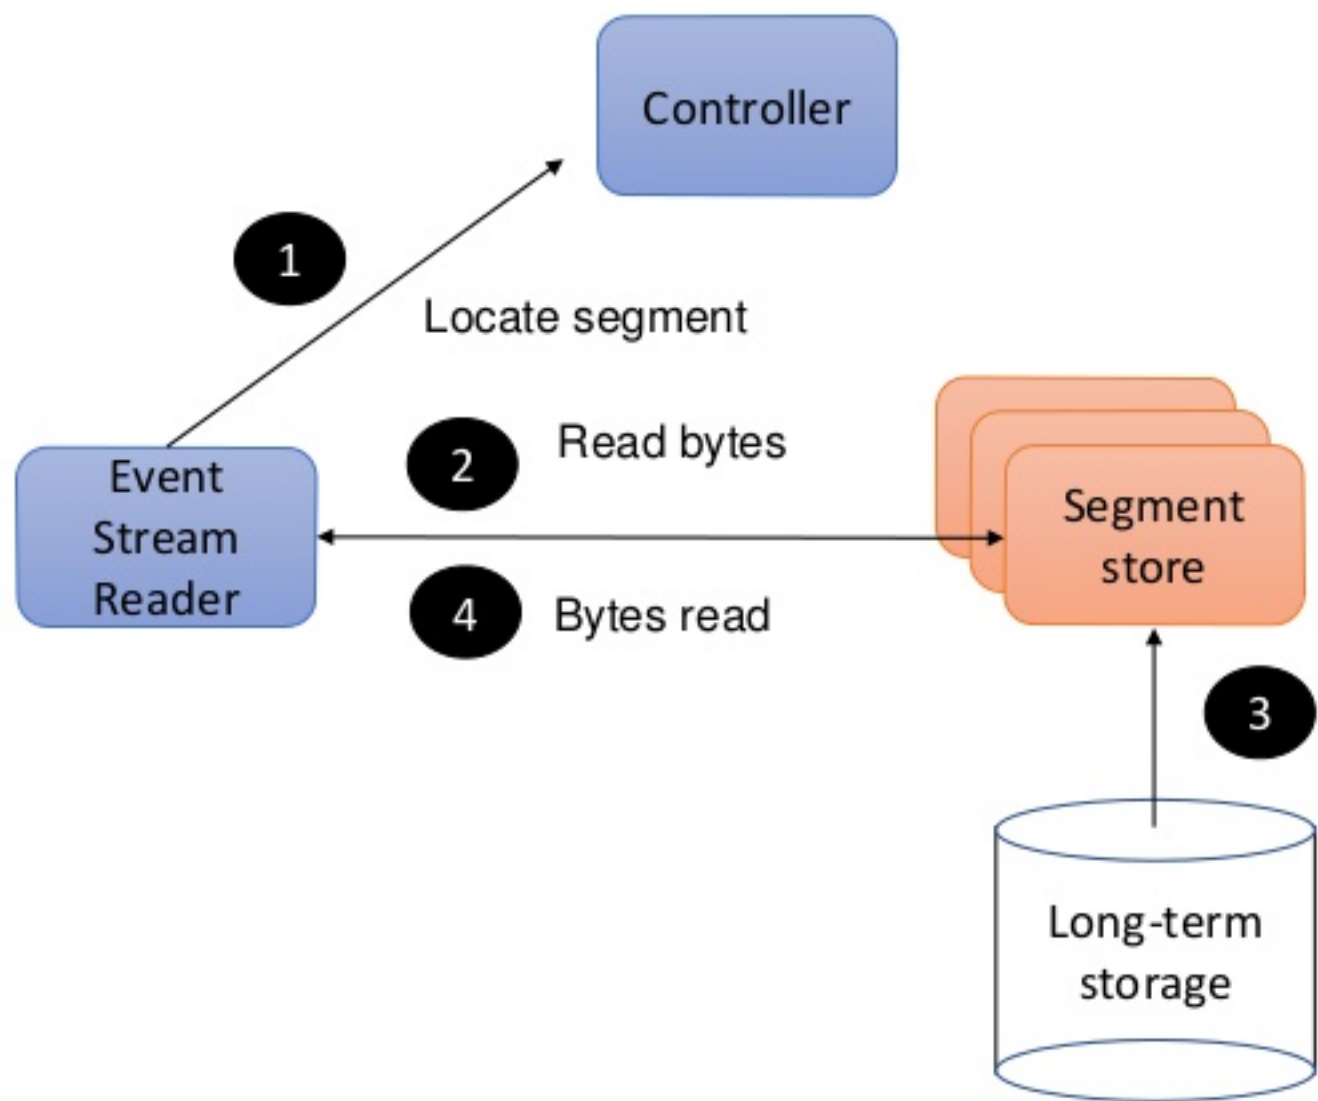 Controller
1
Locate segment
Event
Stream
Reader
2
Read bytes
4
Bytes read
Segment
store
3
Long-term
storage